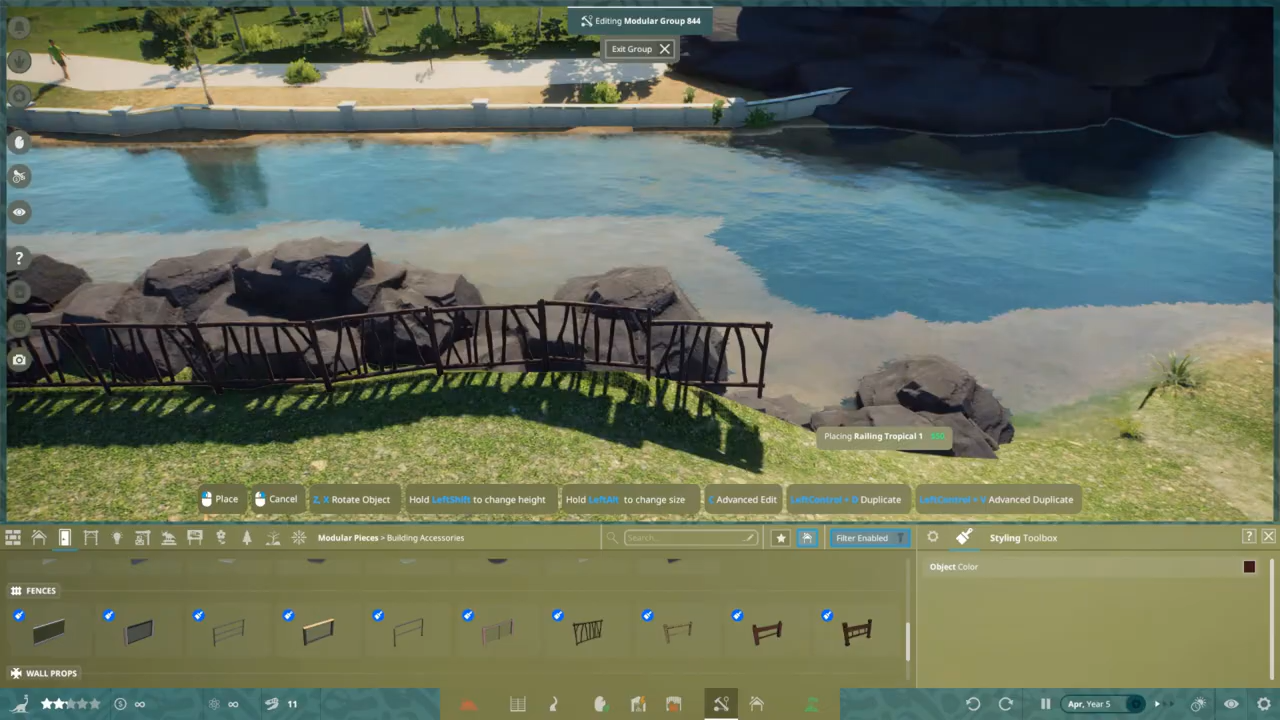 Editing Modular Group 844
Exit Group
?
Placing Railing Tropical 1 $50
Place
Cancel
Z, X Rotate Object
Hold LeftShift to change height
Hold LeftAlt to change size
C Advanced Edit
LeftControl + D Duplicate
LeftControl + V Advanced Duplicate
Modular Pieces > Building Accessories
Search...
Filter Enabled
Styling Toolbox
?
Object Color
FENCES
WALL PROPS
$ ∞
∞
11
Apr, Year 5